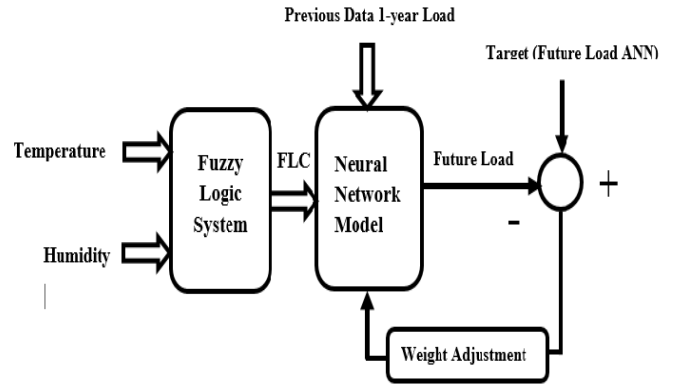 Previous Data 1-year Load
Target (Future Load ANN)
Temperature
Humidity
Fuzzy
Logic
System
FLC
Neural
Network
Model
Future Load
+
-
Weight Adjustment